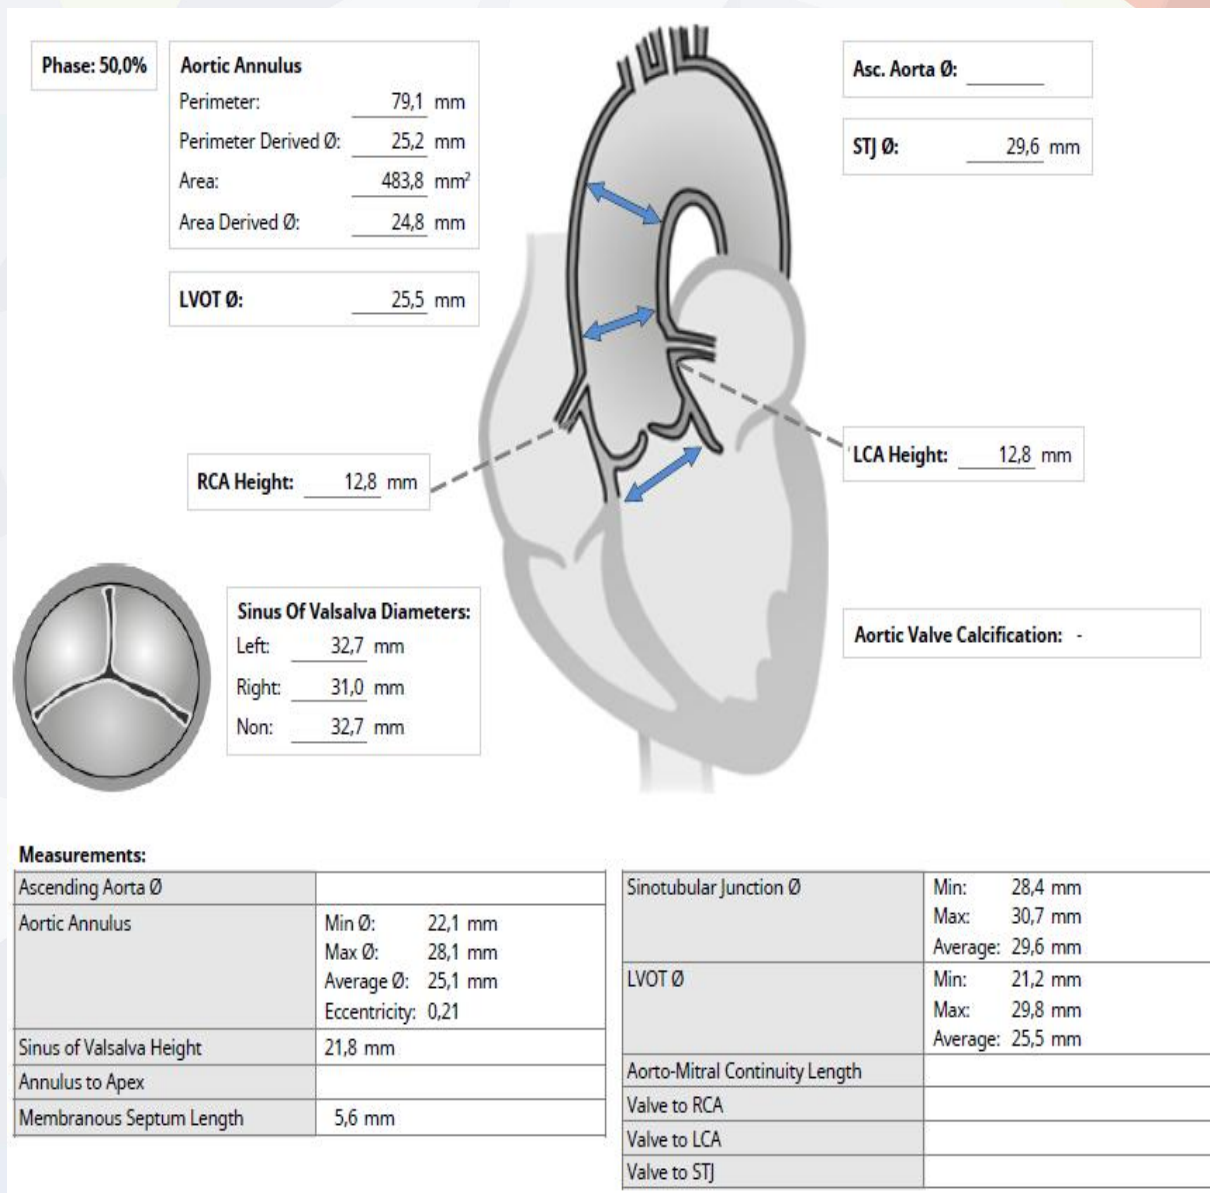 Phase: 50,0%
Aortic Annulus
Perimeter: 79,1 mm
Perimeter Derived Ø: 25,2 mm
Area: 483,8 mm²
Area Derived Ø: 24,8 mm
LVOT Ø: 25,5 mm
Asc. Aorta Ø:
STJ Ø: 29,6 mm
RCA Height: 12,8 mm
LCA Height: 12,8 mm
Sinus Of Valsalva Diameters:
Left: 32,7 mm
Right: 31,0 mm
Non: 32,7 mm
Aortic Valve Calcification: -
Measurements:
Ascending Aorta Ø
Aortic Annulus
Min Ø: 22,1 mm
Max Ø: 28,1 mm
Average Ø: 25,1 mm
Eccentricity: 0,21
Sinus of Valsalva Height 21,8 mm
Annulus to Apex
Membranous Septum Length 5,6 mm
Sinotubular Junction Ø
Min: 28,4 mm
Max: 30,7 mm
Average: 29,6 mm
LVOT Ø
Min: 21,2 mm
Max: 29,8 mm
Average: 25,5 mm
Aorto-Mitral Continuity Length
Valve to RCA
Valve to LCA
Valve to STJ